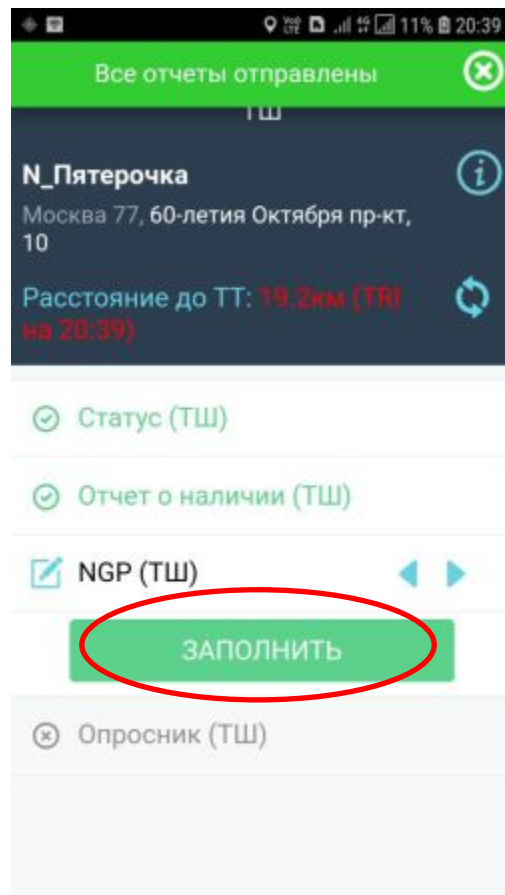 11% 20:39
Все отчеты отправлены
ТШ
N_Пятерочка
Москва 77, 60-летия Октября пр-кт,
10
Расстояние до ТТ: 19.2км (TRI
на 20:39)
Статус (ТШ)
Отчет о наличии (ТШ)
NGP (ТШ)
ЗАПОЛНИТЬ
Опросник (ТШ)